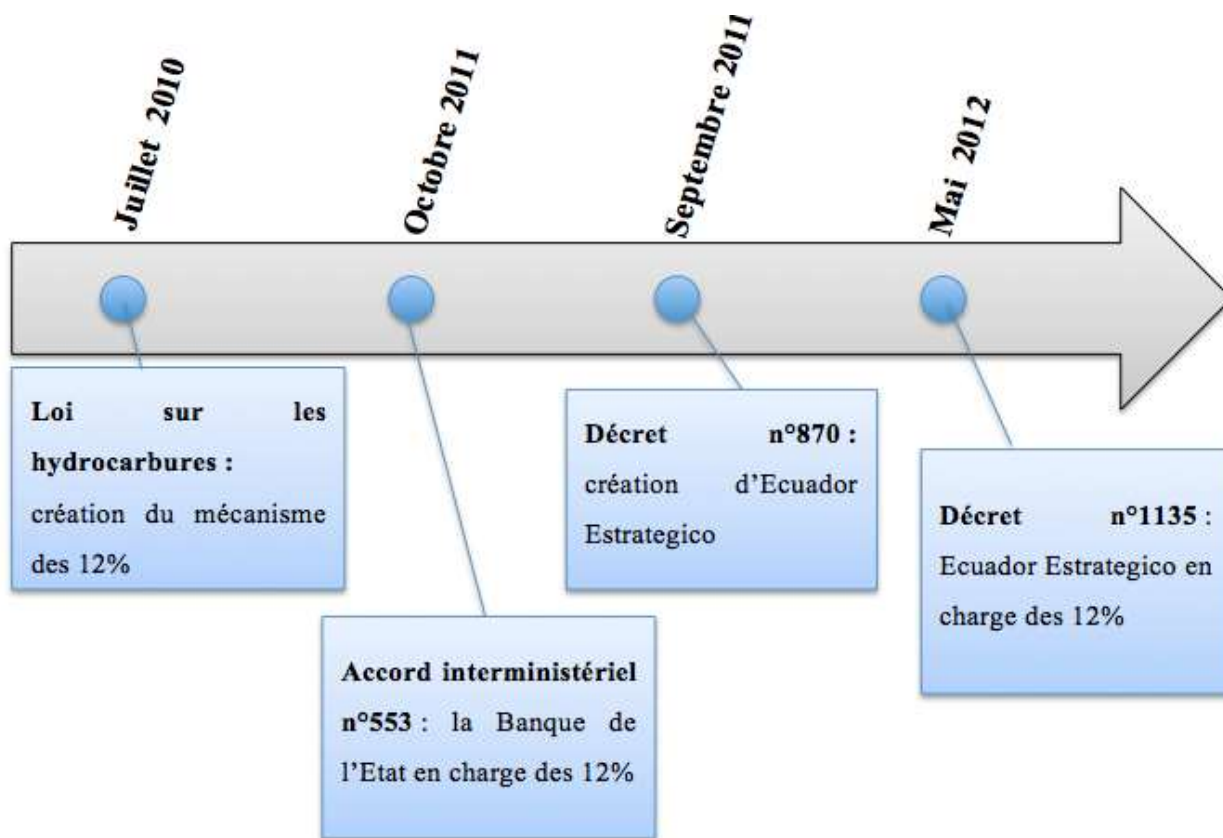 Juillet 2010
Octobre 2011
Septembre 2011
Mai 2012
Loi sur les
hydrocarbures :
création du mécanisme
des 12%
Accord interministériel
n°553 : la Banque de
l'Etat en charge des 12%
Décret n°870 :
création d'Ecuador
Estrategico
Décret n°1135 :
Ecuador Estrategico en
charge des 12%